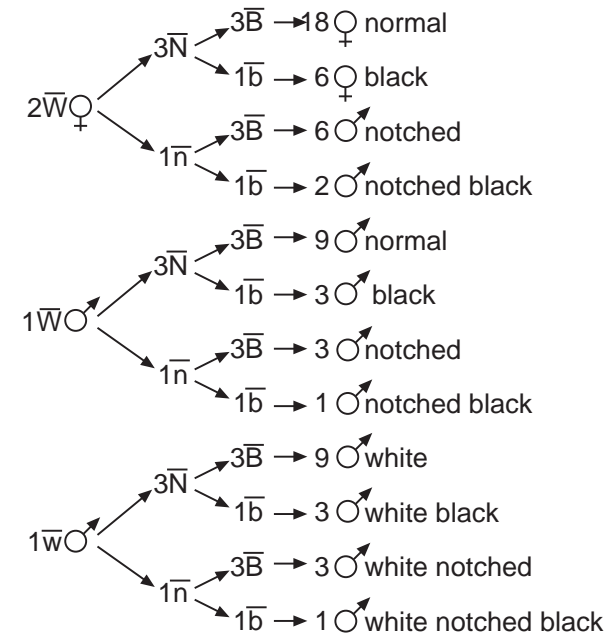 3B̅ → 18 ♀ normal
3N̅
1b̅ → 6 ♀ black
2W̅♀
3B̅ → 6 ♂ notched
1n̅
1b̅ → 2 ♂ notched black
3B̅ → 9 ♂ normal
3N̅
1b̅ → 3 ♂ black
1W̅♂
3B̅ → 3 ♂ notched
1n̅
1b̅ → 1 ♂ notched black
3B̅ → 9 ♂ white
3N̅
1b̅ → 3 ♂ white black
1w̅♂
3B̅ → 3 ♂ white notched
1n̅
1b̅ → 1 ♂ white notched black